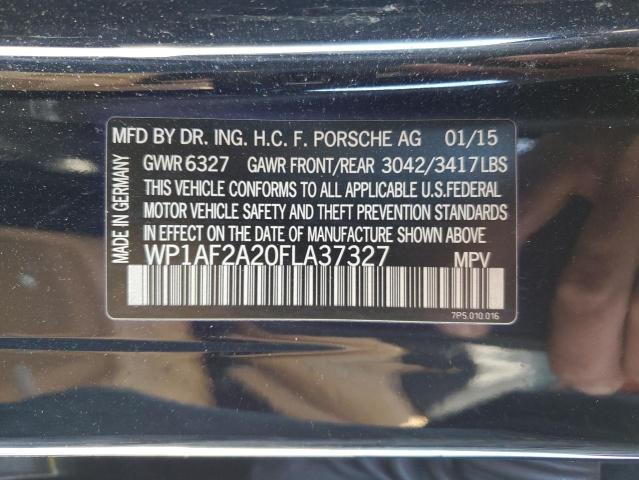 MFD BY DR. ING. H.C. F. PORSCHE AG 01/15
GVWR 6327 GAWR FRONT/REAR 3042/3417LBS
THIS VEHICLE CONFORMS TO ALL APPLICABLE U.S.FEDERAL
MOTOR VEHICLE SAFETY AND THEFT PREVENTION STANDARDS
IN EFFECT ON THE DATE OF MANUFACTURE SHOWN ABOVE.
WP1AF2A20FLA37327 MPV
7P5.010.016
MADE IN GERMANY